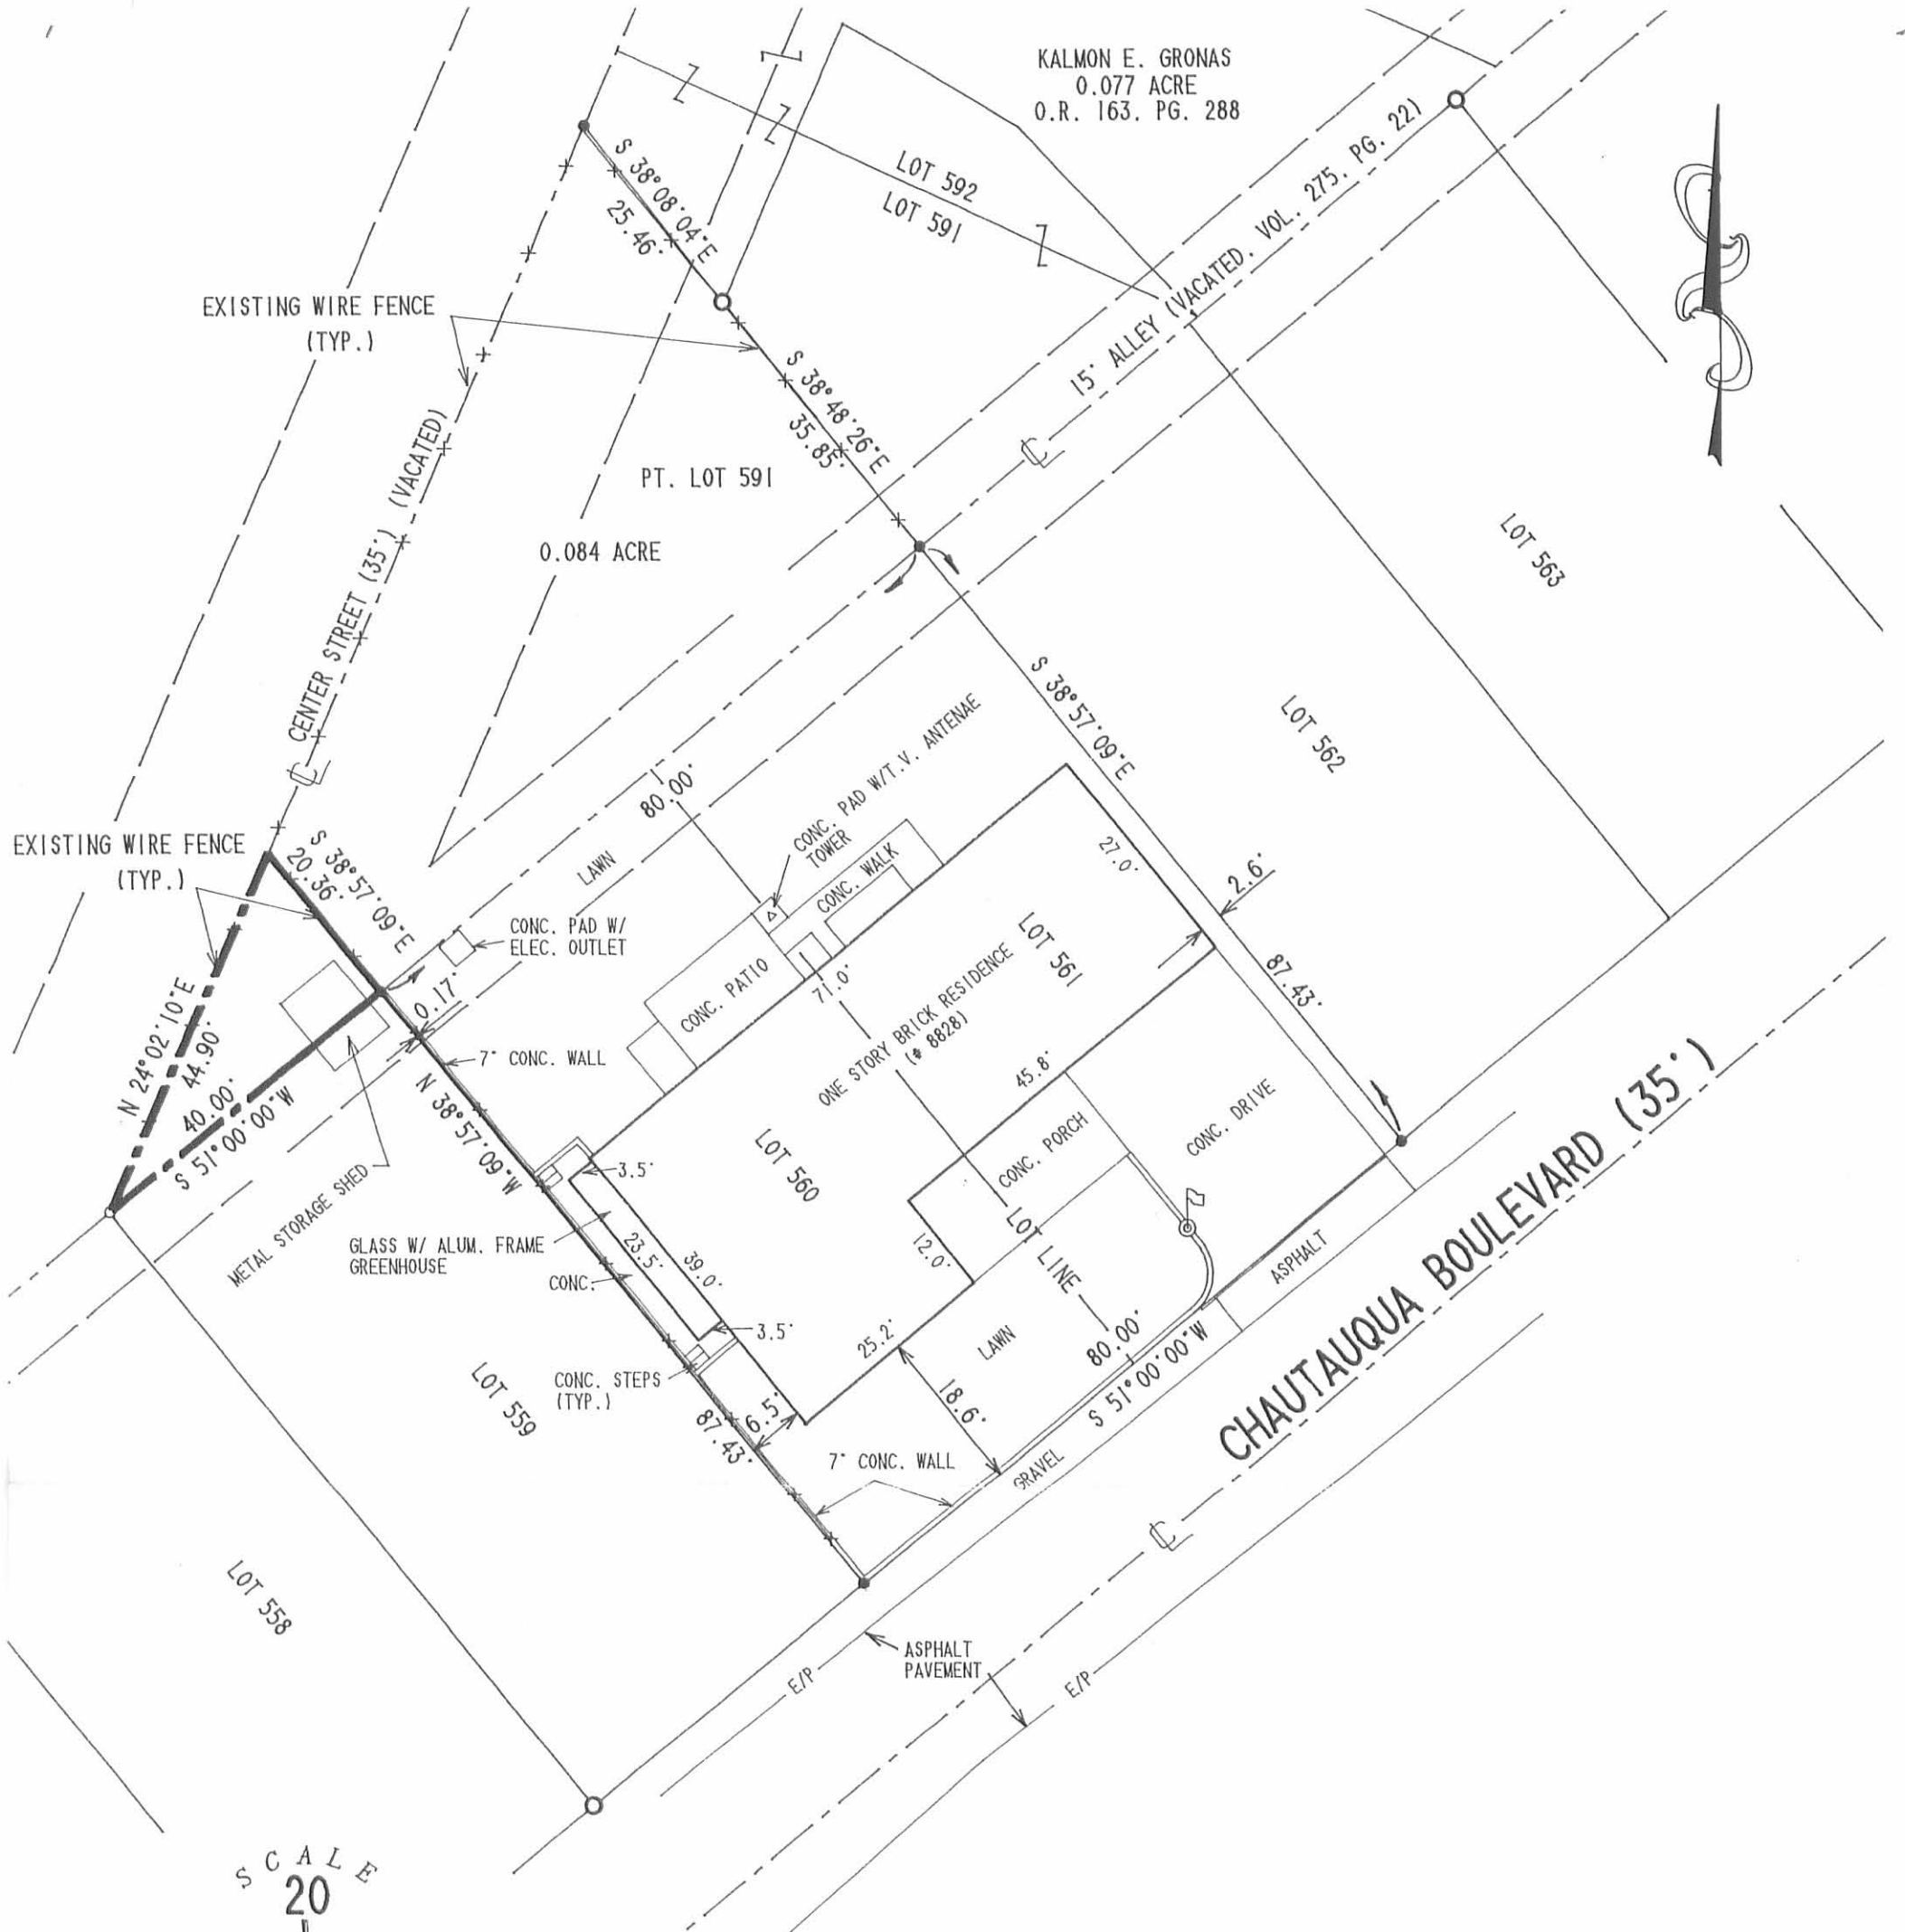 KALMON E. GRONAS
0.077 ACRE
O.R. 163. PG. 288
S 38°08'04"E
25.46'
LOT 592
LOT 591
15' ALLEY (VACATED. VOL. 275. PG. 221)
EXISTING WIRE FENCE
(TYP.)
S 38°48'26"E
35.85'
CENTER STREET (35') (VACATED)
PT. LOT 591
0.084 ACRE
LOT 563
S 38°57'09"E
LOT 562
80.00'
CONC. PAD W/T.V. ANTENAE
TOWER
CONC. WALK
LAWN
27.0'
2.6'
EXISTING WIRE FENCE
(TYP.)
S 38°57'09"E
20.36'
CONC. PAD W/
ELEC. OUTLET
0.17'
CONC. PATIO
71.0'
LOT 561
ONE STORY BRICK RESIDENCE
(# 8828)
87.43'
N 24°02'10"E
44.90'
40.00'
S 51°00'00"W
METAL STORAGE SHED
7" CONC. WALL
N 38°57'09"W
45.8'
CONC. PORCH
CONC. DRIVE
LOT 560
3.5'
GLASS W/ ALUM. FRAME
GREENHOUSE
23.5'
39.0'
CONC.
12.0'
LOT LINE
ASPHALT
CHAUTAUQUA BOULEVARD (35')
3.5'
25.2'
LAWN
80.00'
S 51°00'00"W
CONC. STEPS
(TYP.)
LOT 559
6.5'
87.43'
18.6'
7" CONC. WALL
GRAVEL
LOT 558
ASPHALT
PAVEMENT
E/P
E/P
SCALE
20